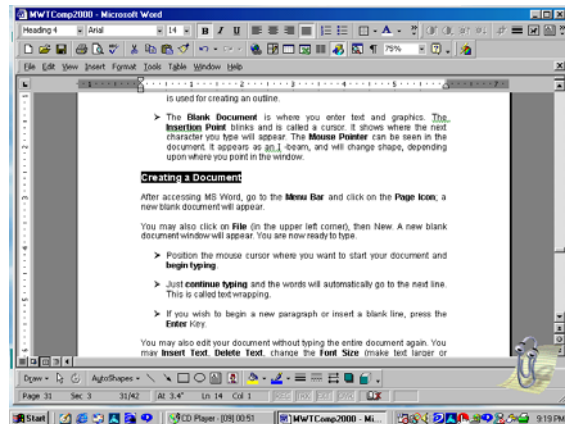 MWTComp2000 - Microsoft Word
Heading 4 Arial 14 B I U
75%
File Edit View Insert Format Tools Table Window Help
is used for creating an outline.
➤ The Blank Document is where you enter text and graphics. The
Insertion Point blinks and is called a cursor. It shows where the next
character you type will appear. The Mouse Pointer can be seen in the
document. It appears as an I -beam, and will change shape, depending
upon where you point in the window.
Creating a Document
After accessing MS Word, go to the Menu Bar and click on the Page Icon; a
new blank document will appear.
You may also click on File (in the upper left corner), then New. A new blank
document window will appear. You are now ready to type.
➤ Position the mouse cursor where you want to start your document and
begin typing.
➤ Just continue typing and the words will automatically go to the next line.
This is called text wrapping.
➤ If you wish to begin a new paragraph or insert a blank line, press the
Enter Key.
You may also edit your document without typing the entire document again. You
may Insert Text, Delete Text, change the Font Size (make text larger or
Draw AutoShapes
Page 31 Sec 3 31/42 At 3.4" Ln 14 Col 1 REC TRK EXT OVR
Start CD Player - [09] 00:51 MWTComp2000 - Mi... 9:19 PM